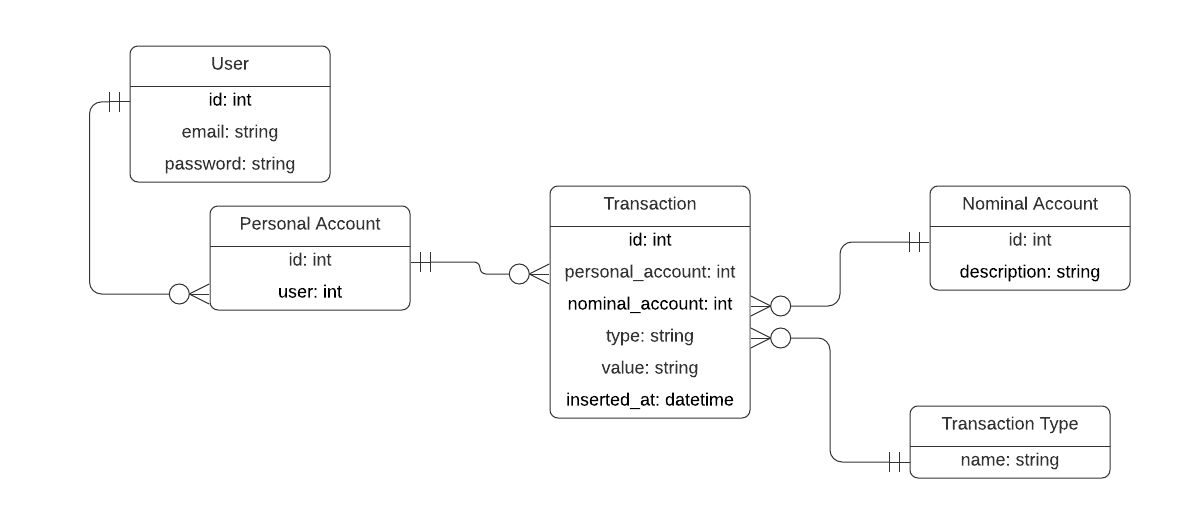 User
id: int
email: string
password: string
Personal Account
id: int
user: int
Transaction
id: int
personal_account: int
nominal_account: int
type: string
value: string
inserted_at: datetime
Nominal Account
id: int
description: string
Transaction Type
name: string